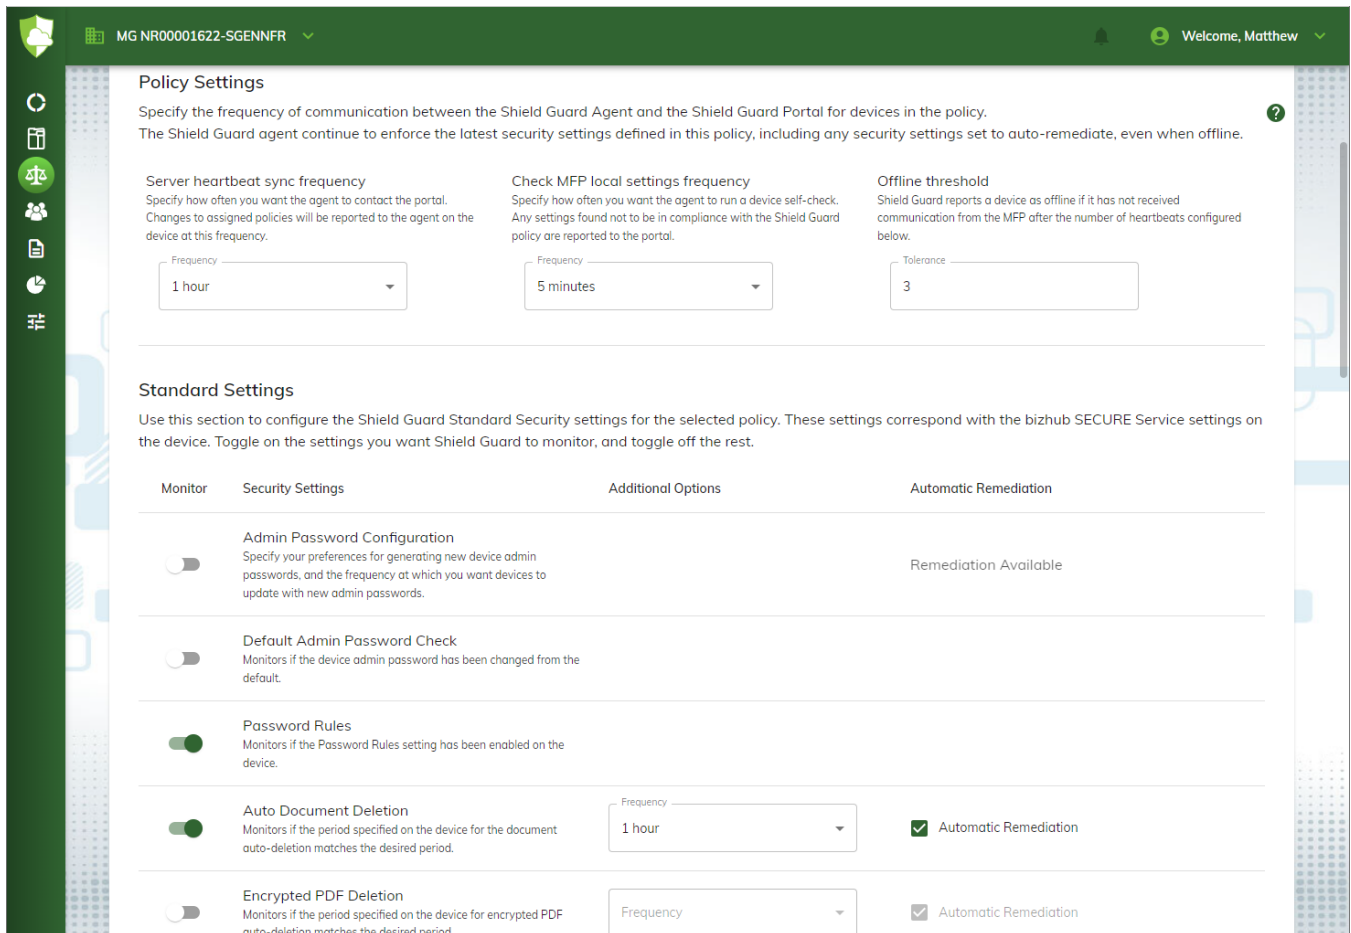 MG NR00001622-SGENNFR
Welcome, Matthew
Policy Settings
Specify the frequency of communication between the Shield Guard Agent and the Shield Guard Portal for devices in the policy.
The Shield Guard agent continue to enforce the latest security settings defined in this policy, including any security settings set to auto-remediate, even when offline.
?
Server heartbeat sync frequency
Specify how often you want the agent to contact the portal.
Changes to assigned policies will be reported to the agent on the
device at this frequency.
Frequency
1 hour
Check MFP local settings frequency
Specify how often you want the agent to run a device self-check.
Any settings found not to be in compliance with the Shield Guard
policy are reported to the portal.
Frequency
5 minutes
Offline threshold
Shield Guard reports a device as offline if it has not received
communication from the MFP after the number of heartbeats configured
below.
Tolerance
3
Standard Settings
Use this section to configure the Shield Guard Standard Security settings for the selected policy. These settings correspond with the bizhub SECURE Service settings on
the device. Toggle on the settings you want Shield Guard to monitor, and toggle off the rest.
Monitor Security Settings Additional Options Automatic Remediation
Admin Password Configuration
Specify your preferences for generating new device admin
passwords, and the frequency at which you want devices to
update with new admin passwords.
Remediation Available
Default Admin Password Check
Monitors if the device admin password has been changed from the
default.
Password Rules
Monitors if the Password Rules setting has been enabled on the
device.
Auto Document Deletion
Monitors if the period specified on the device for the document
auto-deletion matches the desired period.
Frequency
1 hour
Automatic Remediation
Encrypted PDF Deletion
Monitors if the period specified on the device for encrypted PDF
auto-deletion matches the desired period.
Frequency
Automatic Remediation